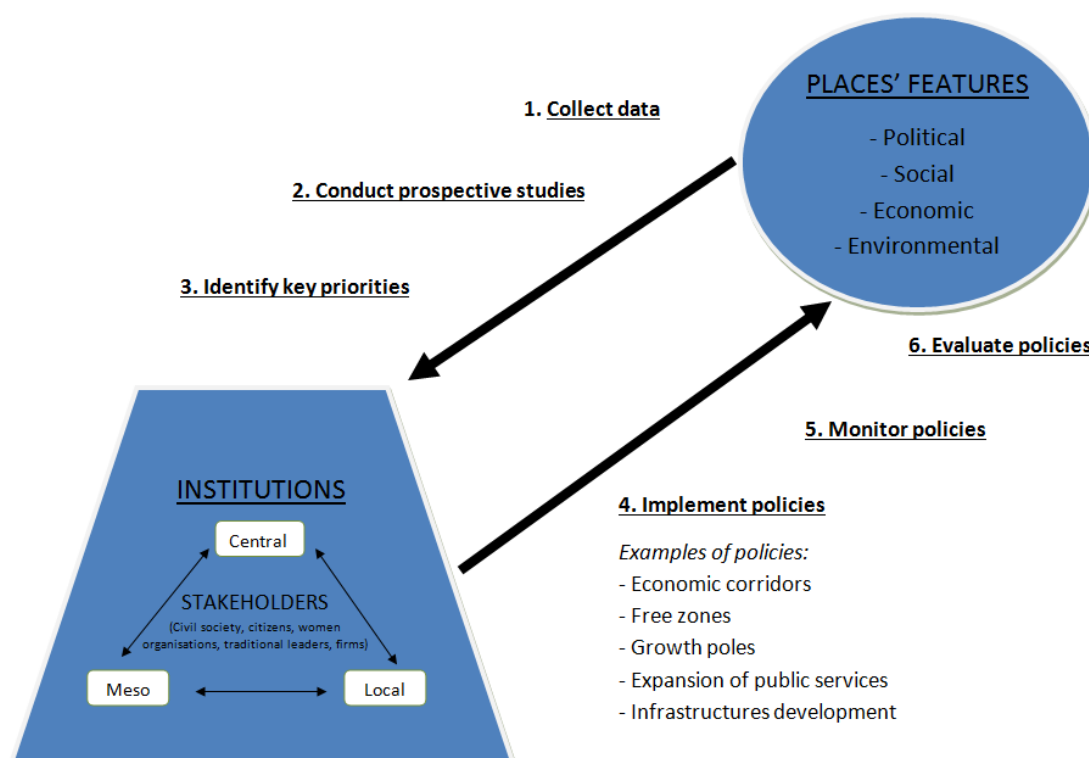 PLACES' FEATURES
- Political
- Social
- Economic
- Environmental
1. Collect data
2. Conduct prospective studies
3. Identify key priorities
6. Evaluate policies
5. Monitor policies
4. Implement policies
Examples of policies:
- Economic corridors
- Free zones
- Growth poles
- Expansion of public services
- Infrastructures development
INSTITUTIONS
Central
STAKEHOLDERS
(Civil society, citizens, women
organisations, traditional leaders, firms)
Meso
Local